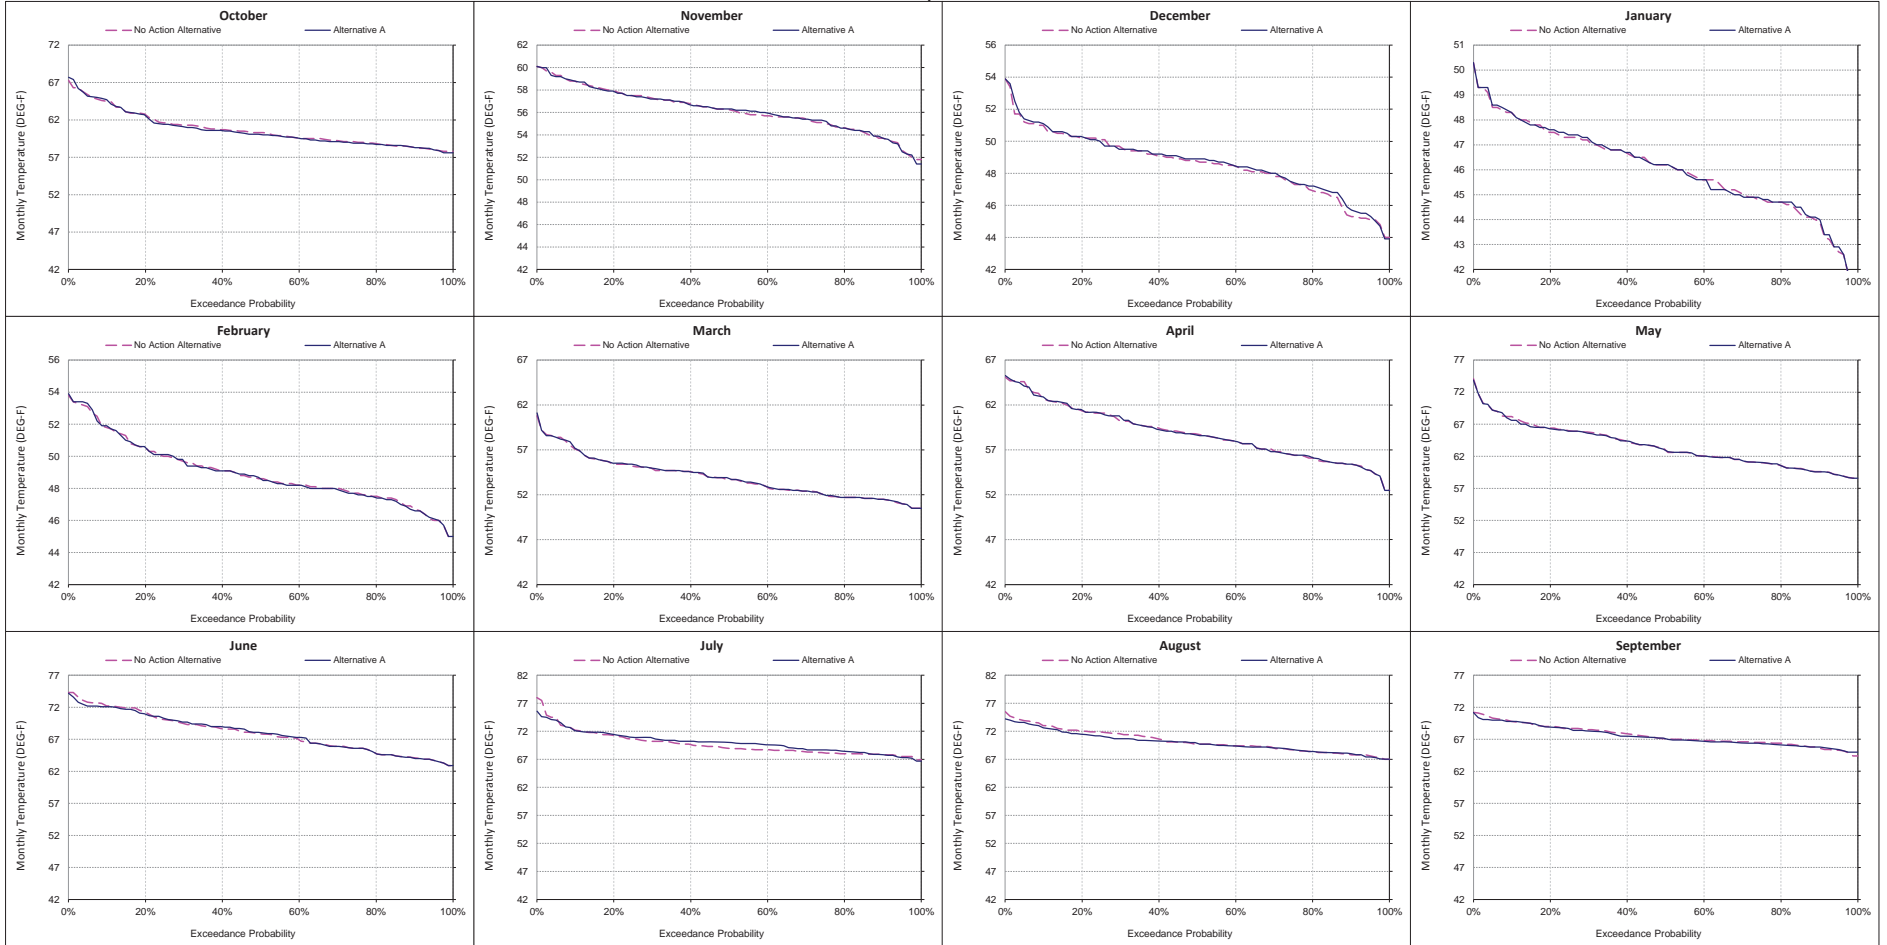 October
No Action Alternative Alternative A
Monthly Temperature (DEG-F)
72
67
62
57
52
47
42
0% 20% 40% 60% 80% 100%
Exceedance Probability
November
No Action Alternative Alternative A
Monthly Temperature (DEG-F)
62
60
58
56
54
52
50
48
46
44
42
0% 20% 40% 60% 80% 100%
Exceedance Probability
December
No Action Alternative Alternative A
Monthly Temperature (DEG-F)
56
54
52
50
48
46
44
42
0% 20% 40% 60% 80% 100%
Exceedance Probability
January
No Action Alternative Alternative A
Monthly Temperature (DEG-F)
51
50
49
48
47
46
45
44
43
42
0% 20% 40% 60% 80% 100%
Exceedance Probability
February
No Action Alternative Alternative A
Monthly Temperature (DEG-F)
56
54
52
50
48
46
44
42
0% 20% 40% 60% 80% 100%
Exceedance Probability
March
No Action Alternative Alternative A
Monthly Temperature (DEG-F)
67
62
57
52
47
42
0% 20% 40% 60% 80% 100%
Exceedance Probability
April
No Action Alternative Alternative A
Monthly Temperature (DEG-F)
67
62
57
52
47
42
0% 20% 40% 60% 80% 100%
Exceedance Probability
May
No Action Alternative Alternative A
Monthly Temperature (DEG-F)
77
72
67
62
57
52
47
42
0% 20% 40% 60% 80% 100%
Exceedance Probability
June
No Action Alternative Alternative A
Monthly Temperature (DEG-F)
77
72
67
62
57
52
47
42
0% 20% 40% 60% 80% 100%
Exceedance Probability
July
No Action Alternative Alternative A
Monthly Temperature (DEG-F)
82
77
72
67
62
57
52
47
42
0% 20% 40% 60% 80% 100%
Exceedance Probability
August
No Action Alternative Alternative A
Monthly Temperature (DEG-F)
82
77
72
67
62
57
52
47
42
0% 20% 40% 60% 80% 100%
Exceedance Probability
September
No Action Alternative Alternative A
Monthly Temperature (DEG-F)
77
72
67
62
57
52
47
42
0% 20% 40% 60% 80% 100%
Exceedance Probability